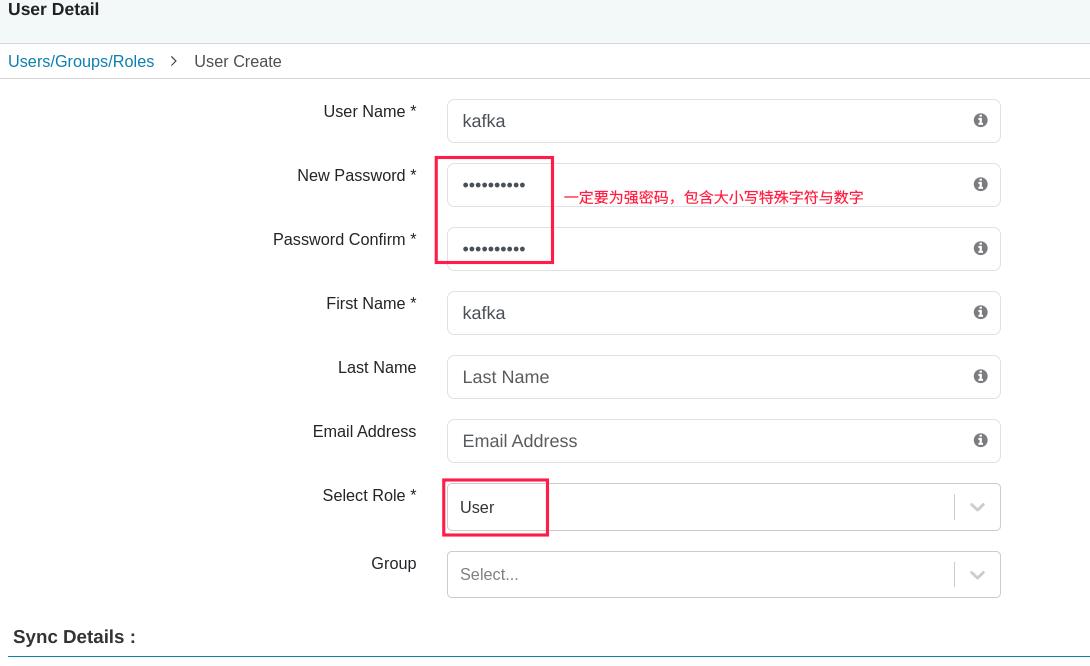 User Detail
Users/Groups/Roles > User Create
User Name * kafka
New Password * ••••••••••
一定要为强密码，包含大小写特殊字符与数字
Password Confirm * ••••••••••
First Name * kafka
Last Name Last Name
Email Address Email Address
Select Role * User
Group Select...
Sync Details :